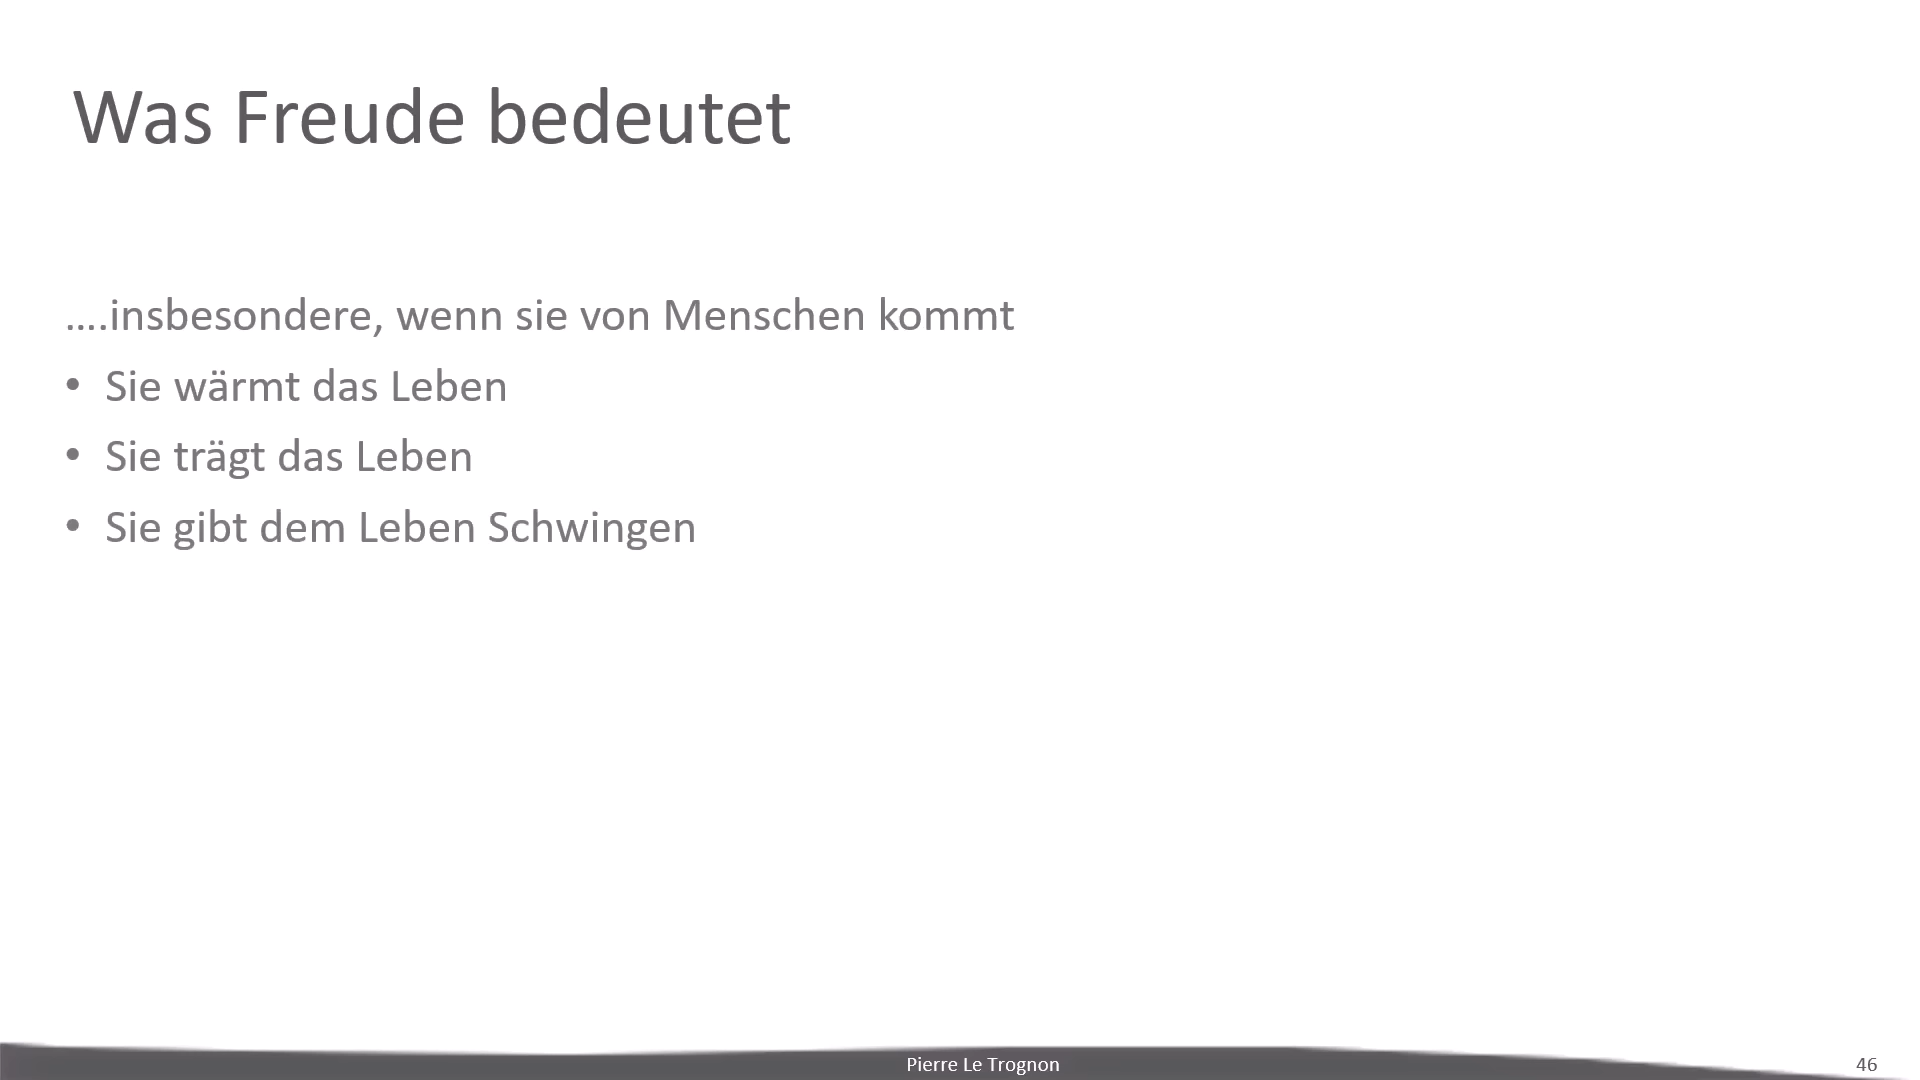 Was Freude bedeutet
....insbesondere, wenn sie von Menschen kommt
• Sie wärmt das Leben
• Sie trägt das Leben
• Sie gibt dem Leben Schwingen
Pierre Le Trognon
46